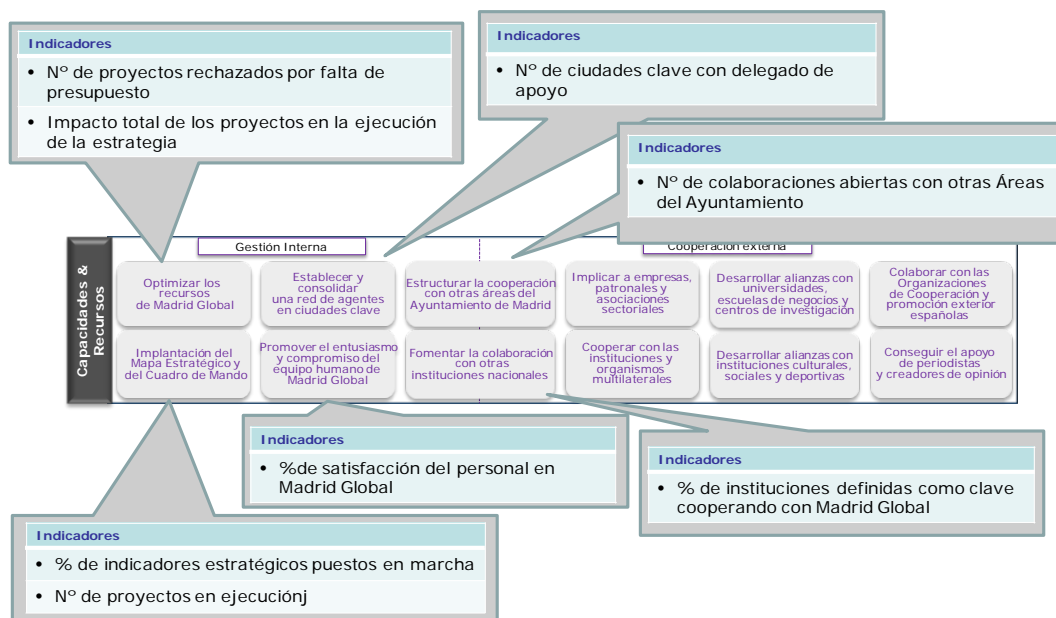 Indicadores
• Nº de proyectos rechazados por falta de
presupuesto
• Impacto total de los proyectos en la ejecución
de la estrategia
Indicadores
• Nº de ciudades clave con delegado de
apoyo
Indicadores
• Nº de colaboraciones abiertas con otras Áreas
del Ayuntamiento
Capacidades &
Recursos
Gestión Interna
Cooperación externa
Optimizar los
recursos
de Madrid Global
Establecer y
consolidar
una red de agentes
en ciudades clave
Estructurar la cooperación
con otras áreas del
Ayuntamiento de Madrid
Implicar a empresas,
patronales y
asociaciones
sectoriales
Desarrollar alianzas con
universidades,
escuelas de negocios y
centros de investigación
Colaborar con las
Organizaciones
de Cooperación y
promoción exterior
españolas
Implantación del
Mapa Estratégico y
del Cuadro de Mando
Promover el entusiasmo
y compromiso del
equipo humano de
Madrid Global
Fomentar la colaboración
con otras
instituciones nacionales
Cooperar con las
instituciones y
organismos
multilaterales
Desarrollar alianzas con
instituciones culturales,
sociales y deportivas
Conseguir el apoyo
de periodistas
y creadores de opinión
Indicadores
• %de satisfacción del personal en
Madrid Global
Indicadores
• % de instituciones definidas como clave
cooperando con Madrid Global
Indicadores
• % de indicadores estratégicos puestos en marcha
• Nº de proyectos en ejecuciónj